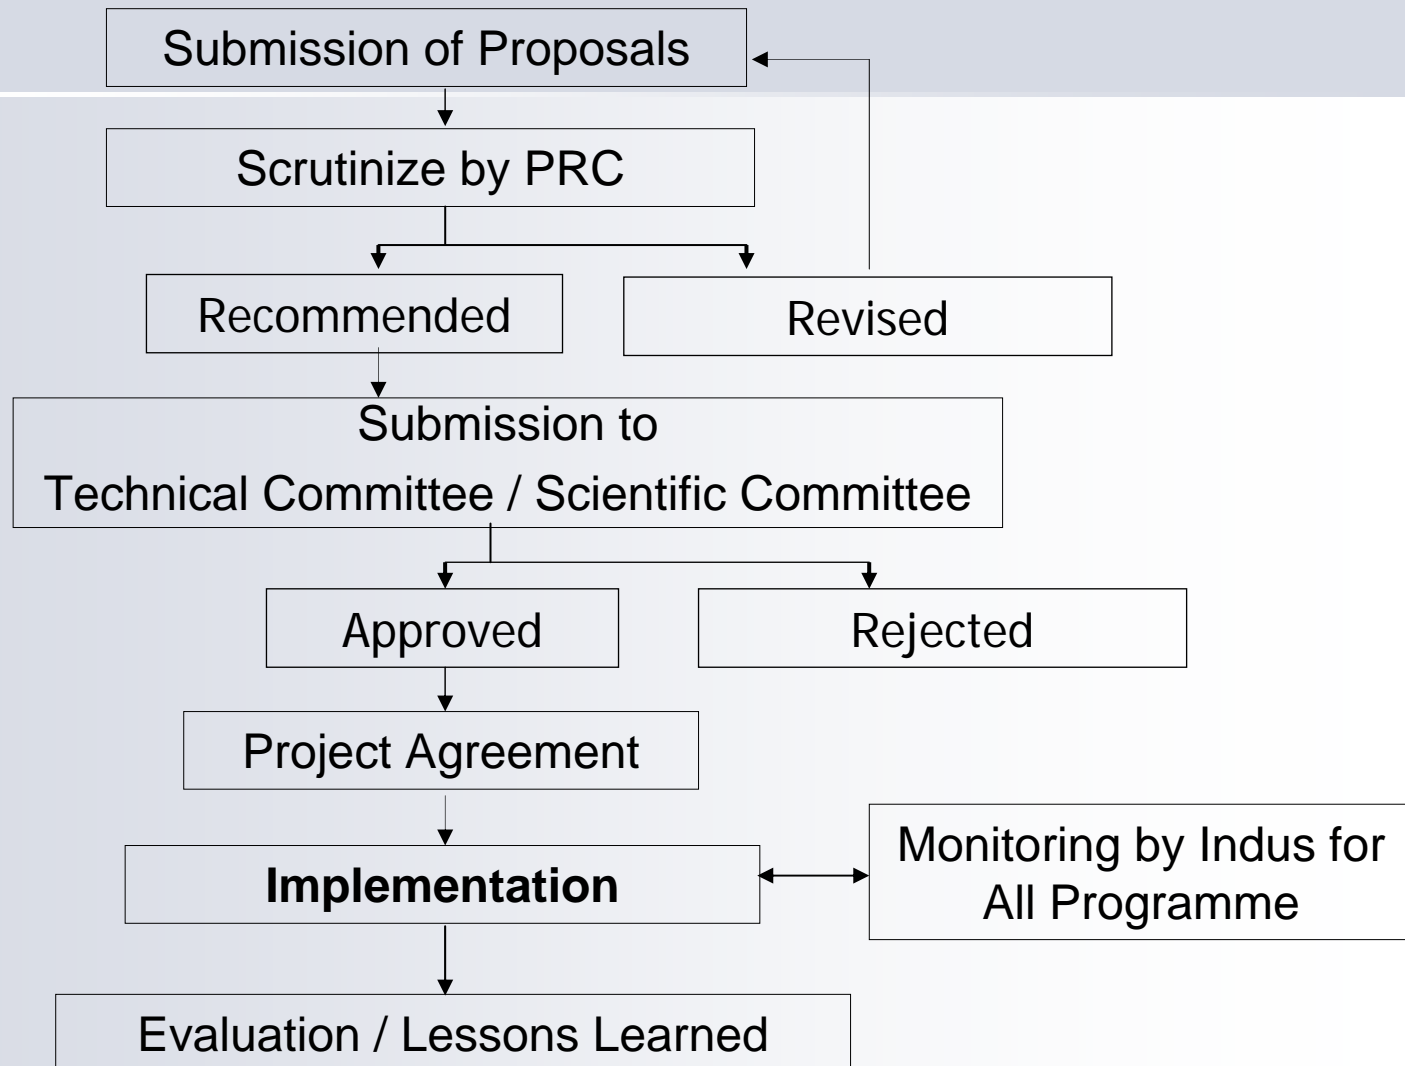 Submission of Proposals
Scrutinize by PRC
Recommended
Revised
Submission to
Technical Committee / Scientific Committee
Approved
Rejected
Project Agreement
Implementation
Monitoring by Indus for
All Programme
Evaluation / Lessons Learned